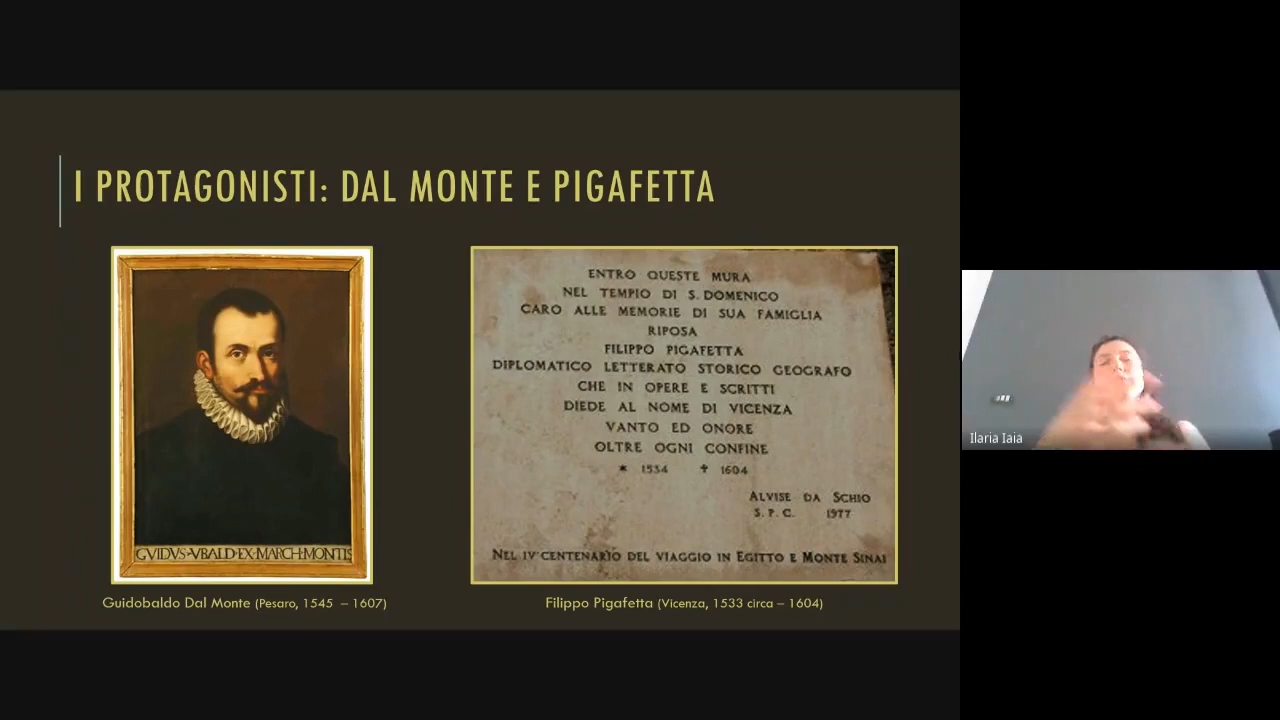 I PROTAGONISTI: DAL MONTE E PIGAFETTA
GVIDVS·VBALD·EX·MARCH·MONTIS
Guidobaldo Dal Monte (Pesaro, 1545 – 1607)
ENTRO QUESTE MURA
NEL TEMPIO DI S. DOMENICO
CARO ALLE MEMORIE DI SUA FAMIGLIA
RIPOSA
FILIPPO PIGAFETTA
DIPLOMATICO LETTERATO STORICO GEOGRAFO
CHE IN OPERE E SCRITTI
DIEDE AL NOME DI VICENZA
VANTO ED ONORE
OLTRE OGNI CONFINE
* 1534 ✝ 1604
ALVISE DA SCHIO
S. P. C. 1977
NEL IV CENTENARIO DEL VIAGGIO IN EGITTO E MONTE SINAI
Filippo Pigafetta (Vicenza, 1533 circa – 1604)
Ilaria Iaia